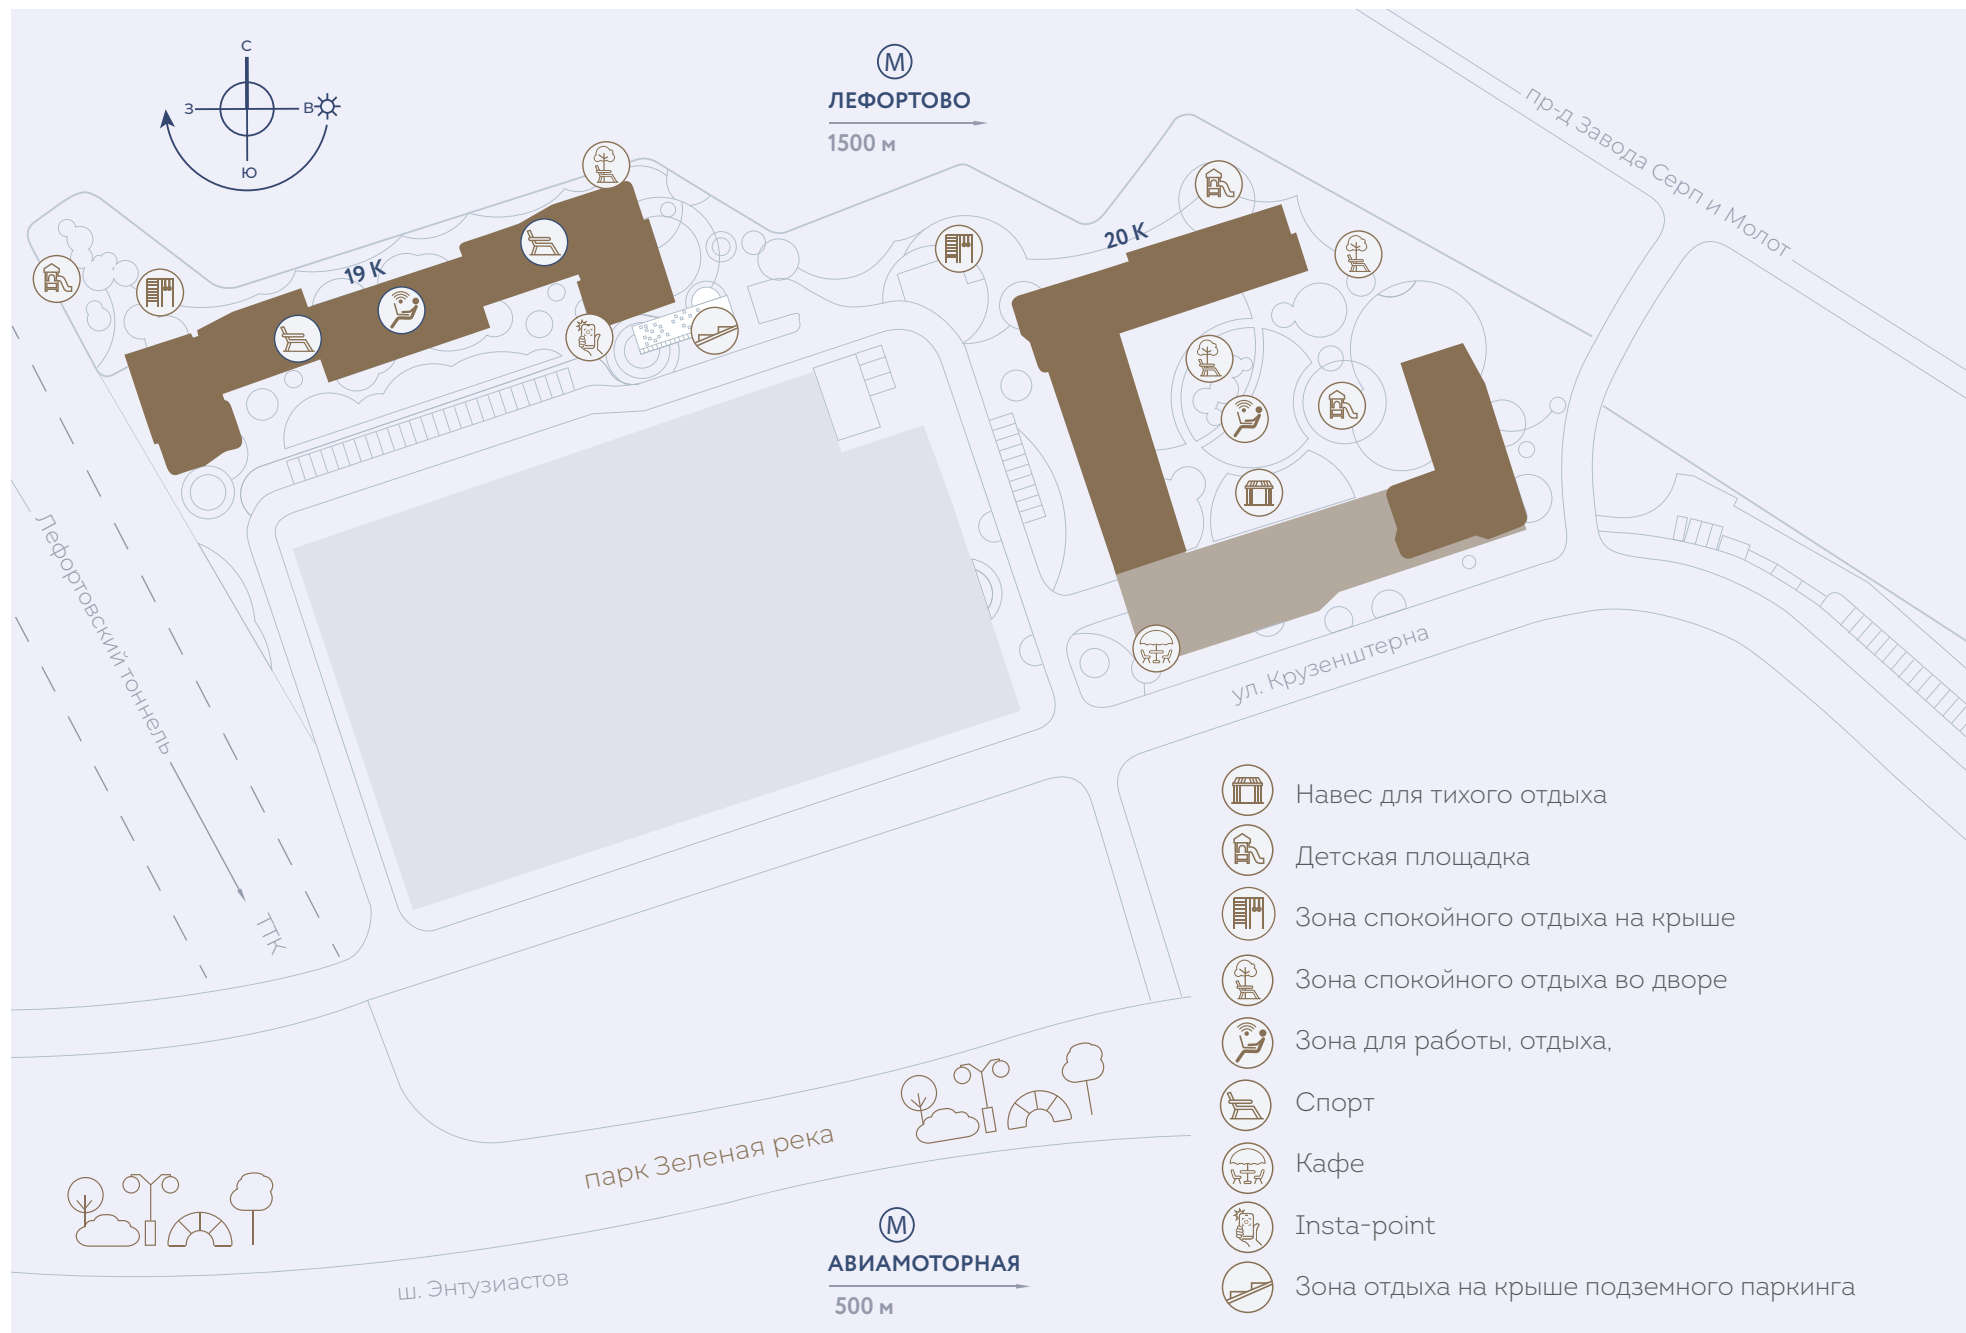 С
З
В
Ю
М
ЛЕФОРТОВО
1500 м
пр-д Завода Серп и Молот
19 К
20 К
Лефортовский тоннель
ТТК
ул. Крузенштерна
Навес для тихого отдыха
Детская площадка
Зона спокойного отдыха на крыше
Зона спокойного отдыха во дворе
Зона для работы, отдыха,
Спорт
Кафе
Insta-point
Зона отдыха на крыше подземного паркинга
парк Зеленая река
М
АВИАМОТОРНАЯ
500 м
ш. Энтузиастов